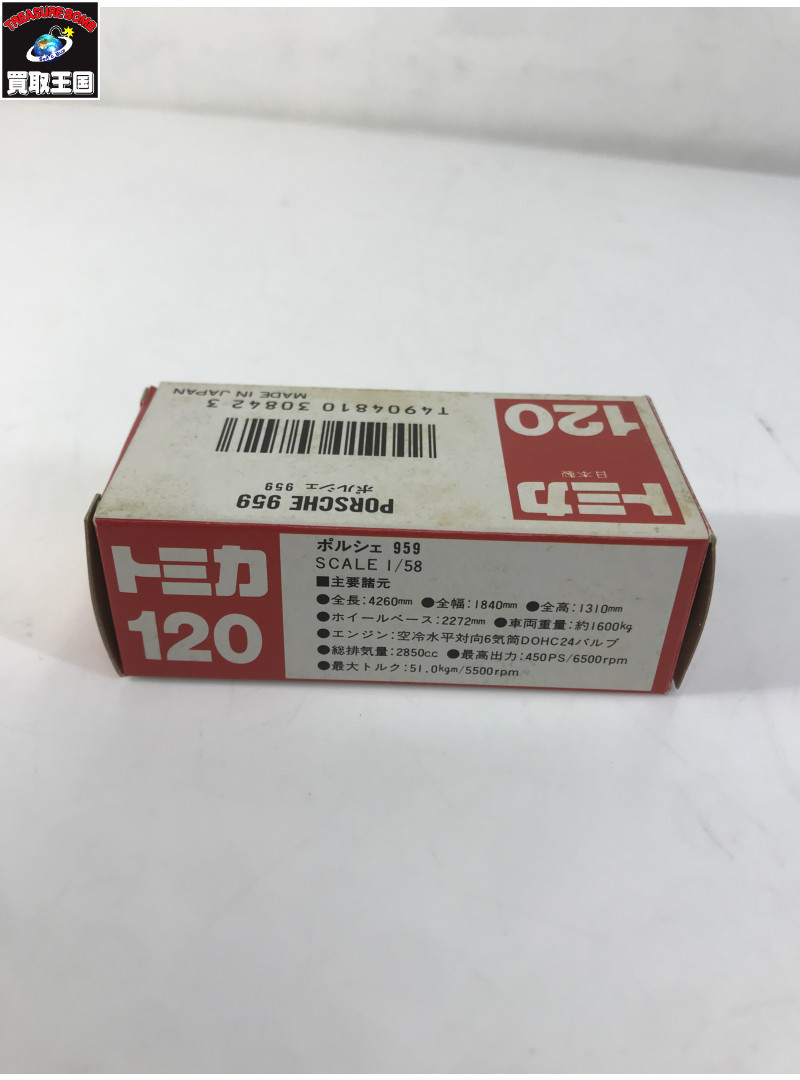 TREASURE BOMB
買取王国
120
トミカ
日本製
MADE IN JAPAN
T4904810 30842 3
ポルシェ 959
PORSCHE 959
トミカ
120
ポルシェ 959
SCALE 1/58
■主要諸元
●全長:4260mm ●全幅:1840mm ●全高:1310mm
●ホイールベース:2272mm ●車両重量:約1600kg
●エンジン:空冷水平対向6気筒DOHC24バルブ
●総排気量:2850cc ●最高出力:450PS/6500rpm
●最大トルク:51.0kgm/5500rpm